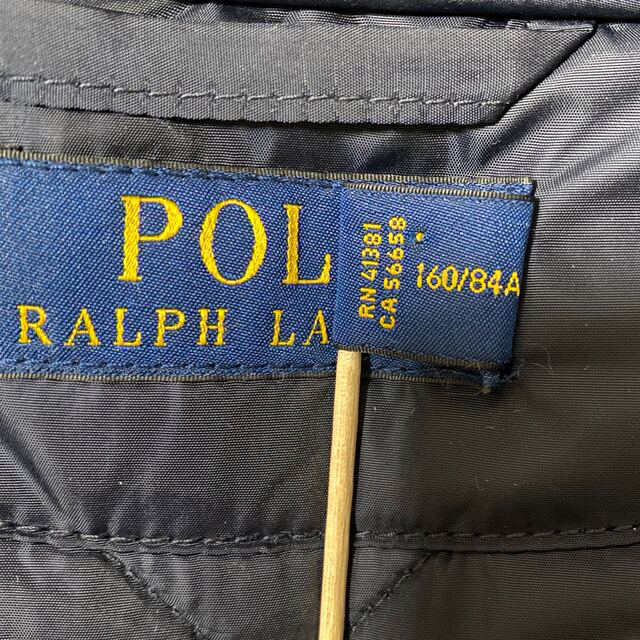 POL
RALPH LA
RN 41381
CA 56658
160/84A